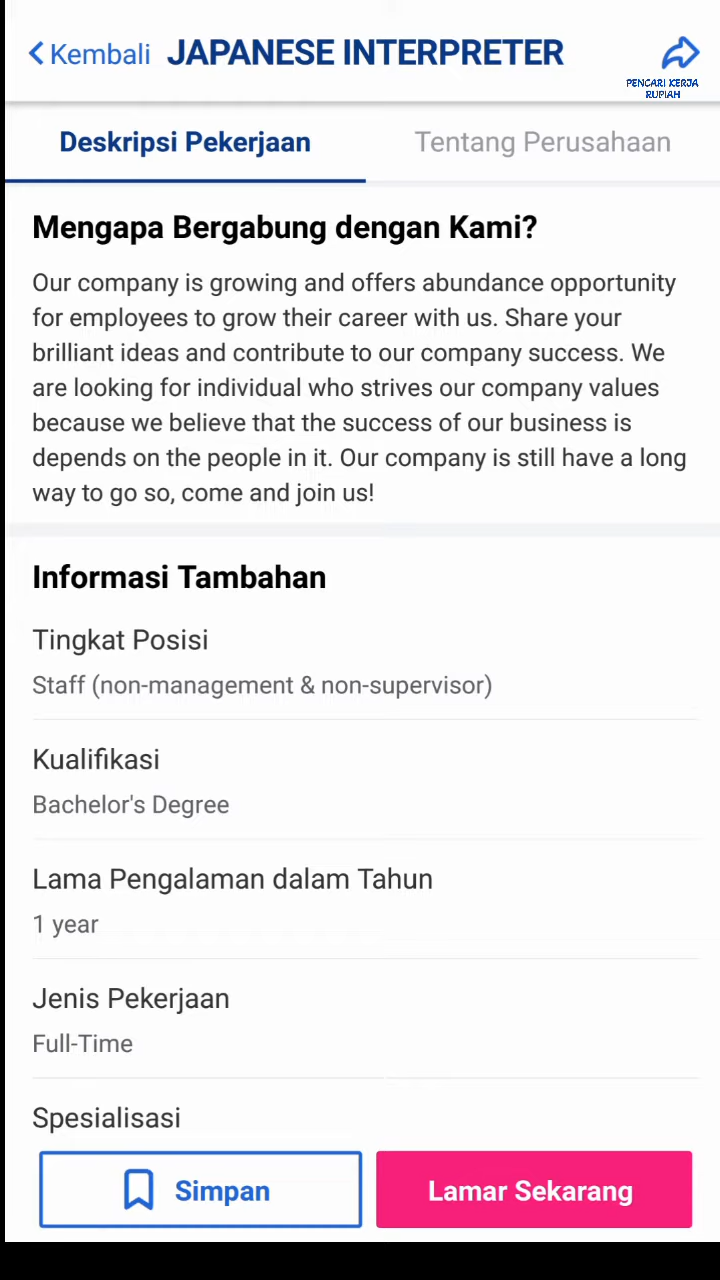 Kembali JAPANESE INTERPRETER
PENCARI KERJA
RUPIAH
Deskripsi Pekerjaan Tentang Perusahaan
Mengapa Bergabung dengan Kami?
Our company is growing and offers abundance opportunity
for employees to grow their career with us. Share your
brilliant ideas and contribute to our company success. We
are looking for individual who strives our company values
because we believe that the success of our business is
depends on the people in it. Our company is still have a long
way to go so, come and join us!
Informasi Tambahan
Tingkat Posisi
Staff (non-management & non-supervisor)
Kualifikasi
Bachelor's Degree
Lama Pengalaman dalam Tahun
1 year
Jenis Pekerjaan
Full-Time
Spesialisasi
Simpan Lamar Sekarang